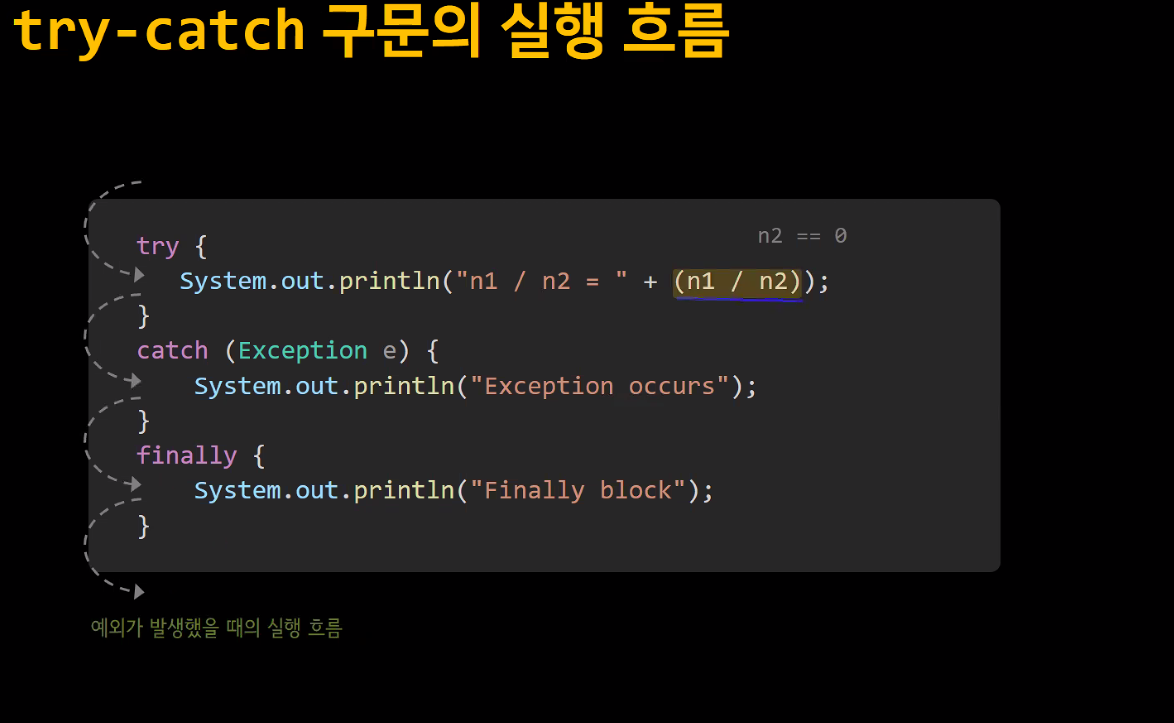 try-catch 구문의 실행 흐름
n2 == 0
try {
System.out.println("n1 / n2 = " + (n1 / n2));
}
catch (Exception e) {
System.out.println("Exception occurs");
}
finally {
System.out.println("Finally block");
}
예외가 발생했을 때의 실행 흐름